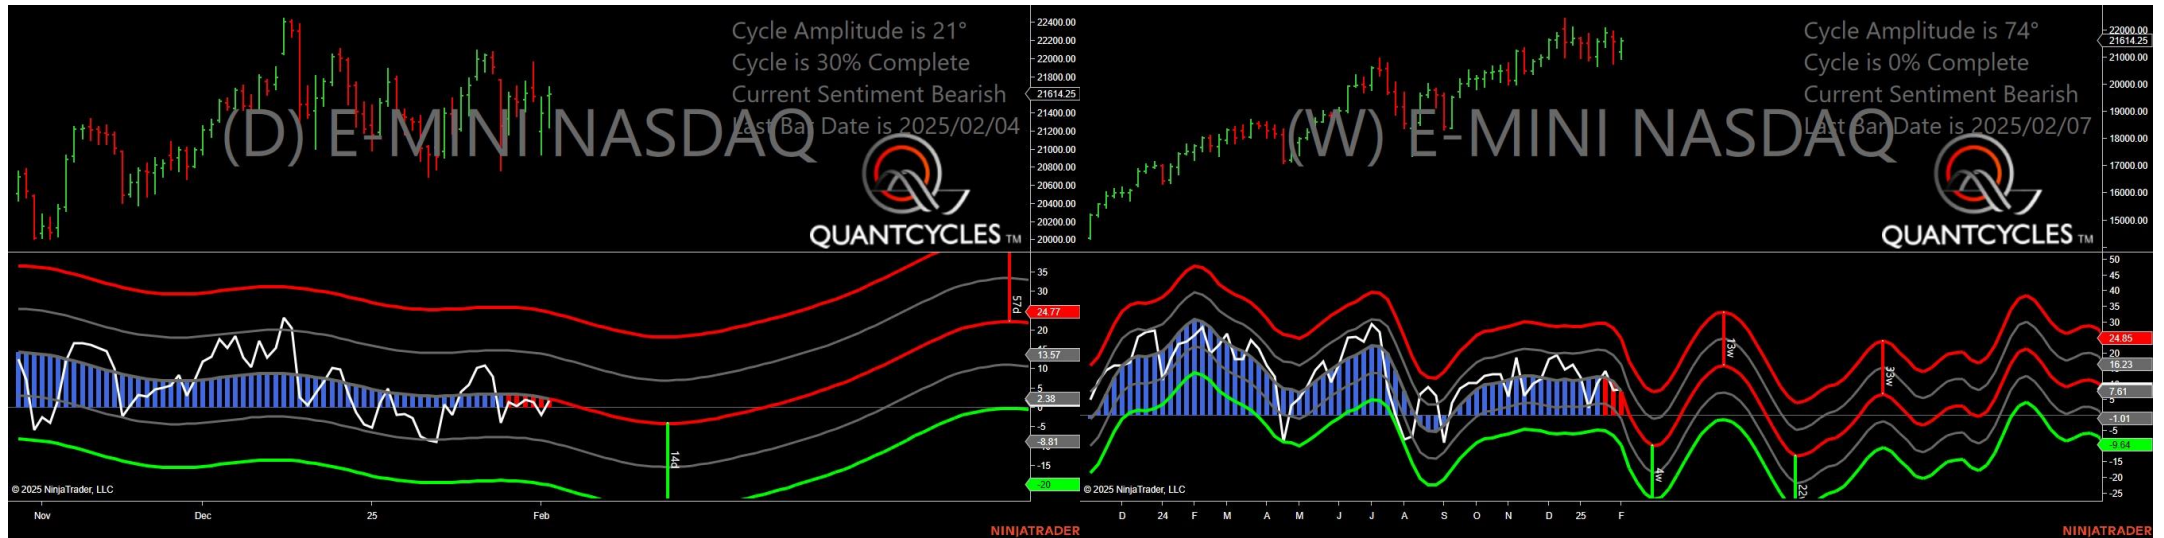 Cycle Amplitude is 21°
Cycle is 30% Complete
Current Sentiment Bearish
Last Bar Date is 2025/02/04
(D) E-MINI NASDAQ
QUANTCYCLES TM
22400.00
22200.00
22000.00
21800.00
21614.25
21400.00
21200.00
21000.00
20800.00
20600.00
20400.00
20200.00
20000.00
35
30
24.77
20
13.57
10
5
2.38
0
-5
-8.81
-15
-20
57d
14d
© 2025 NinjaTrader, LLC
Nov Dec 25 Feb
NINJATRADER
Cycle Amplitude is 74°
Cycle is 0% Complete
Current Sentiment Bearish
Last Bar Date is 2025/02/07
(W) E-MINI NASDAQ
QUANTCYCLES TM
22000.00
21614.25
21000.00
20000.00
19000.00
18000.00
17000.00
16000.00
15000.00
50
45
40
35
30
24.85
20
16.23
7.61
-1.01
-5
-9.64
-15
-20
-25
13w
33w
4w
© 2025 NinjaTrader, LLC
D 24 F M A M J J A S O N D 25 F
NINJATRADER